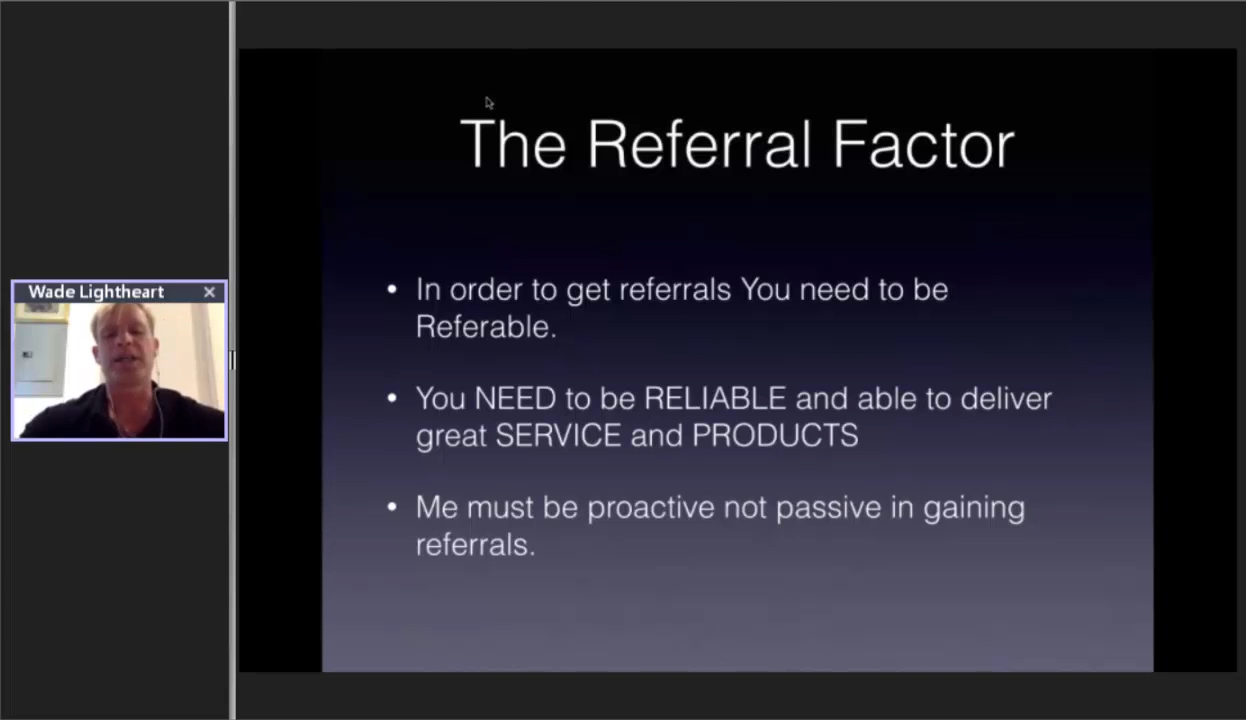 Wade Lightheart
The Referral Factor
• In order to get referrals You need to be
Referable.
• You NEED to be RELIABLE and able to deliver
great SERVICE and PRODUCTS
• Me must be proactive not passive in gaining
referrals.